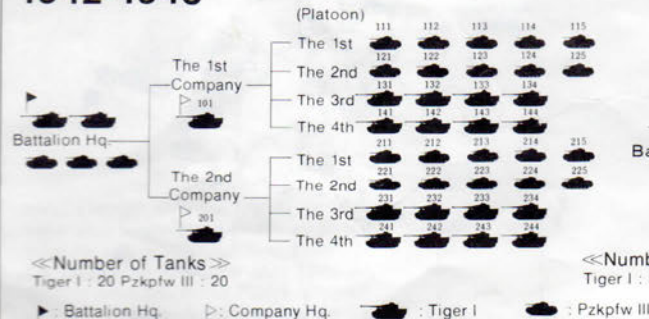 (Platoon)
111 112 113 114 115
The 1st
121 122 123 124 125
The 2nd
The 1st
Company
101
131 132 133 134
The 3rd
141 142 143 144
The 4th
Battalion Hq.
211 212 213 214 215
The 1st
221 222 223 224 225
The 2nd
The 2nd
Company
201
231 232 233 234
The 3rd
241 242 243 244
The 4th
≪Number of Tanks≫
Tiger I : 20 Pzkpfw III : 20
: Battalion Hq. : Company Hq. : Tiger I : Pzkpfw III